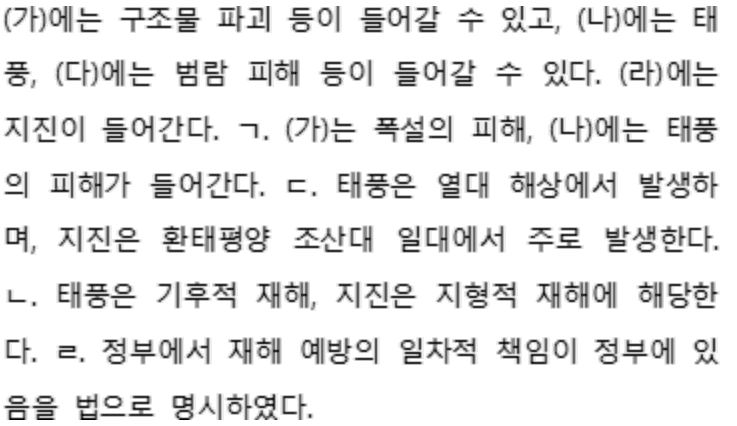 (가)에는 구조물 파괴 등이 들어갈 수 있고, (나)에는 태
풍, (다)에는 범람 피해 등이 들어갈 수 있다. (라)에는
지진이 들어간다. ㄱ. (가)는 폭설의 피해, (나)에는 태풍
의 피해가 들어간다. ㄷ. 태풍은 열대 해상에서 발생하
며, 지진은 환태평양 조산대 일대에서 주로 발생한다.
ㄴ. 태풍은 기후적 재해, 지진은 지형적 재해에 해당한
다. ㄹ. 정부에서 재해 예방의 일차적 책임이 정부에 있
음을 법으로 명시하였다.